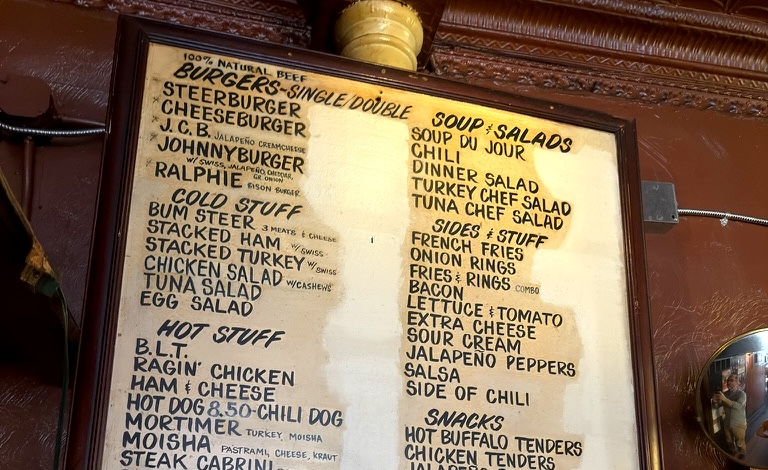 100% NATURAL BEEF
BURGERS-SINGLE/DOUBLE
STEERBURGER
CHEESEBURGER
J.C.B. JALAPEÑO CREAMCHEESE
JOHNNYBURGER
W/ SWISS, JALAPEÑO, CHEDDAR, GR. ONION
RALPHIE BISON BURGER
COLD STUFF
BUM STEER 3 MEATS & CHEESE
STACKED HAM W/SWISS
STACKED TURKEY W/SWISS
CHICKEN SALAD W/CASHEWS
TUNA SALAD
EGG SALAD
HOT STUFF
B.L.T.
RAGIN' CHICKEN
HAM & CHEESE
HOT DOG 8.50-CHILI DOG
MORTIMER TURKEY, MOISHA
MOISHA PASTRAMI, CHEESE, KRAUT
STEAK CABRINI
SOUP & SALADS
SOUP DU JOUR
CHILI
DINNER SALAD
TURKEY CHEF SALAD
TUNA CHEF SALAD
SIDES & STUFF
FRENCH FRIES
ONION RINGS
FRIES & RINGS COMBO
BACON
LETTUCE & TOMATO
EXTRA CHEESE
SOUR CREAM
JALAPEÑO PEPPERS
SALSA
SIDE OF CHILI
SNACKS
HOT BUFFALO TENDERS
CHICKEN TENDERS